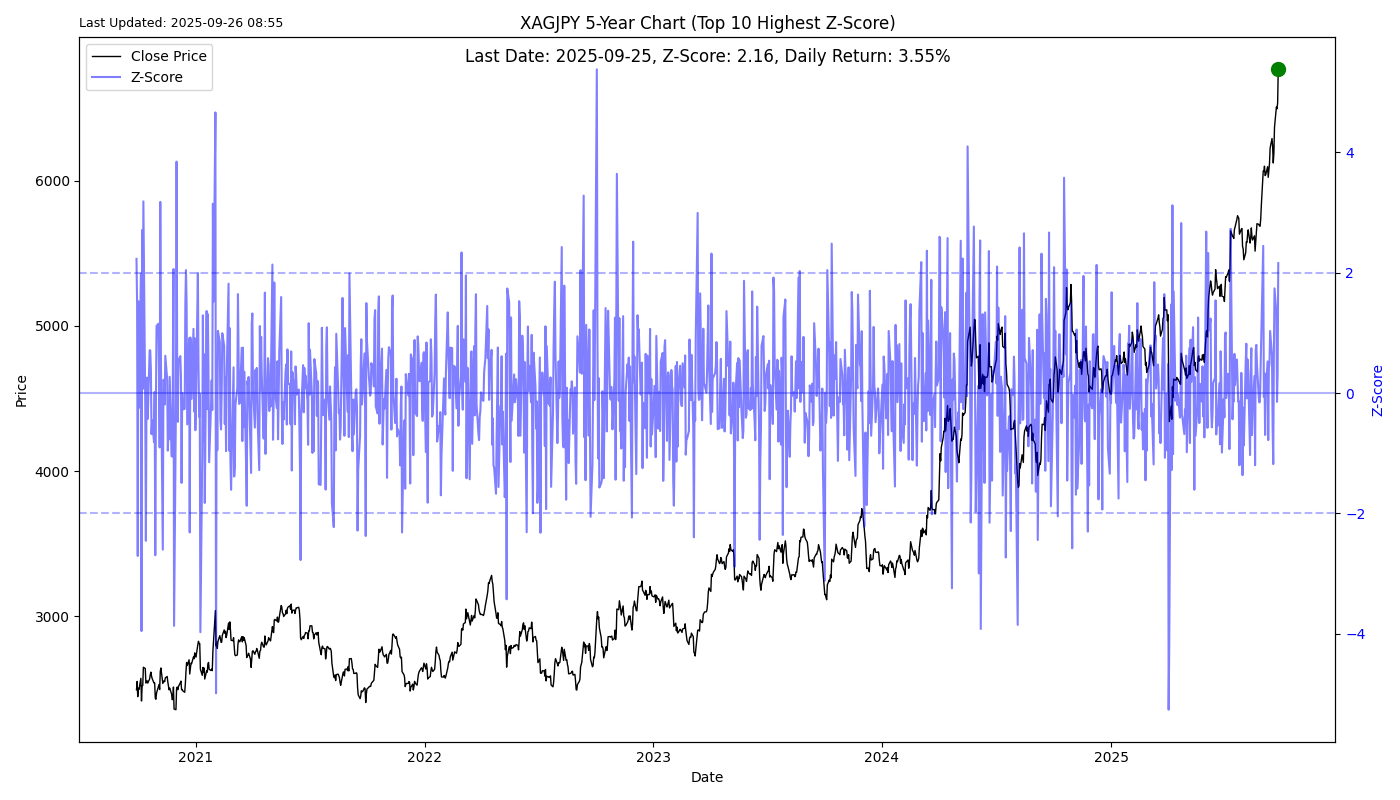 Last Updated: 2025-09-26 08:55
XAGJPY 5-Year Chart (Top 10 Highest Z-Score)
Last Date: 2025-09-25, Z-Score: 2.16, Daily Return: 3.55%
Close Price
Z-Score
6000
5000
4000
3000
Price
4
2
0
−2
−4
Z-Score
2021
2022
2023
2024
2025
Date